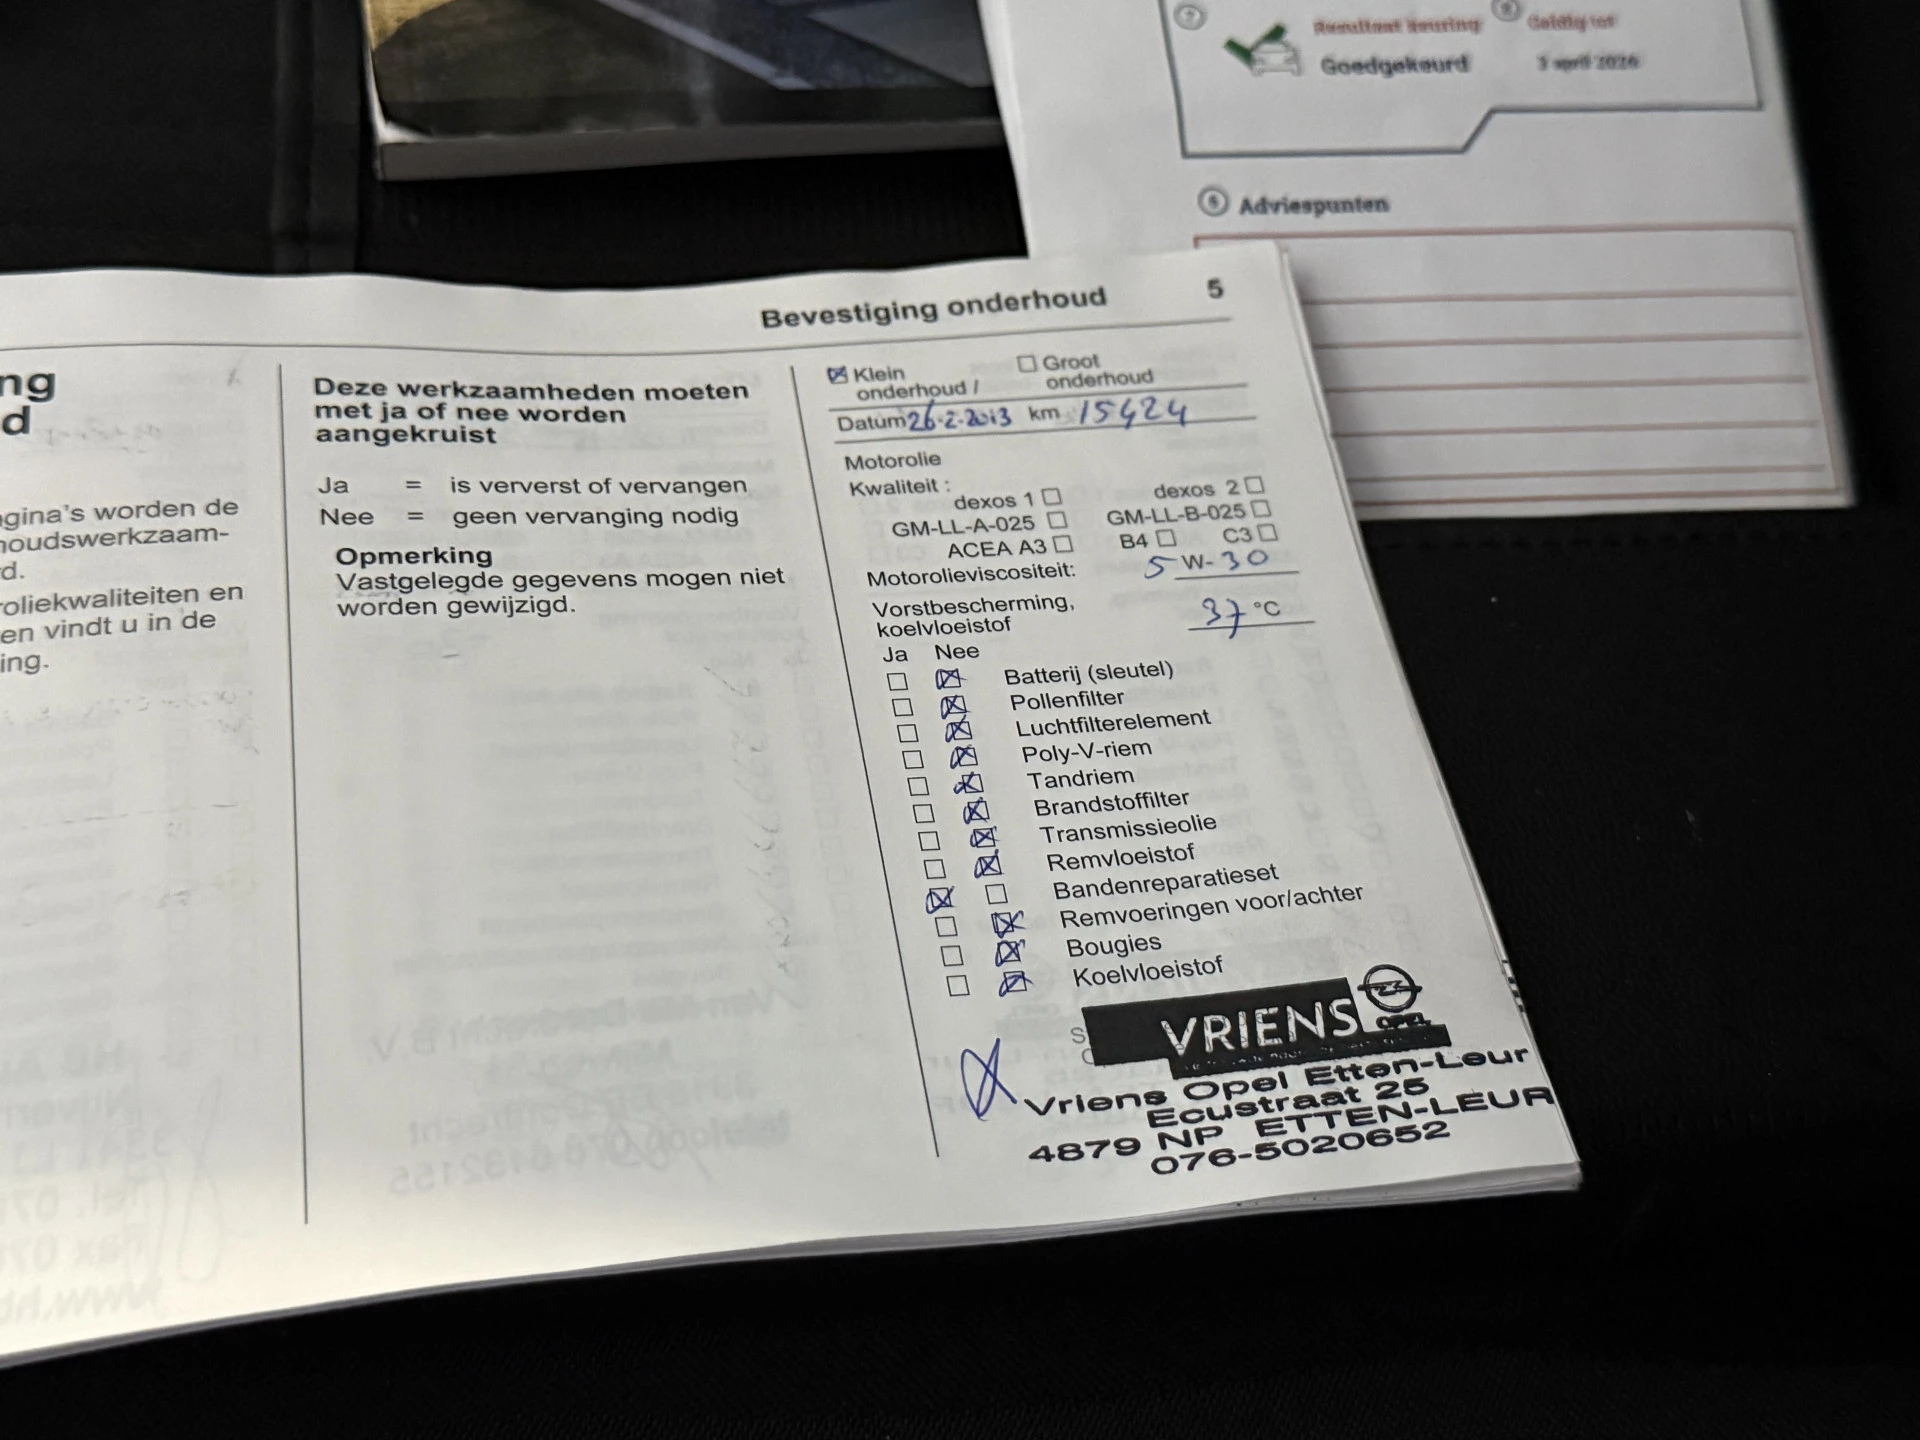 7
Resultaat keuring
Goedgekeurd
8
Geldig tot
3 april 2026
Adviespunten
Bevestiging onderhoud
5
ng
d
agina's worden de
houdswerkzaam-
d.
roliekwaliteiten en
en vindt u in de
ing.
Deze werkzaamheden moeten
met ja of nee worden
aangekruist
Ja = is ververst of vervangen
Nee = geen vervanging nodig
Opmerking
Vastgelegde gegevens mogen niet
worden gewijzigd.
Klein onderhoud /
Groot onderhoud
Datum 26-2-2013 km 15424
Motorolie
Kwaliteit :
dexos 1 dexos 2
GM-LL-A-025 GM-LL-B-025
ACEA A3 B4 C3
Motorolieviscositeit: 5 W- 30
Vorstbescherming,
koelvloeistof 37 °C
Ja Nee
Batterij (sleutel)
Pollenfilter
Luchtfilterelement
Poly-V-riem
Tandriem
Brandstoffilter
Transmissieolie
Remvloeistof
Bandenreparatieset
Remvoeringen voor/achter
Bougies
Koelvloeistof
VRIENS
OPEL
Vriens Opel Etten-Leur
Ecustraat 25
4879 NP ETTEN-LEUR
076-5020652